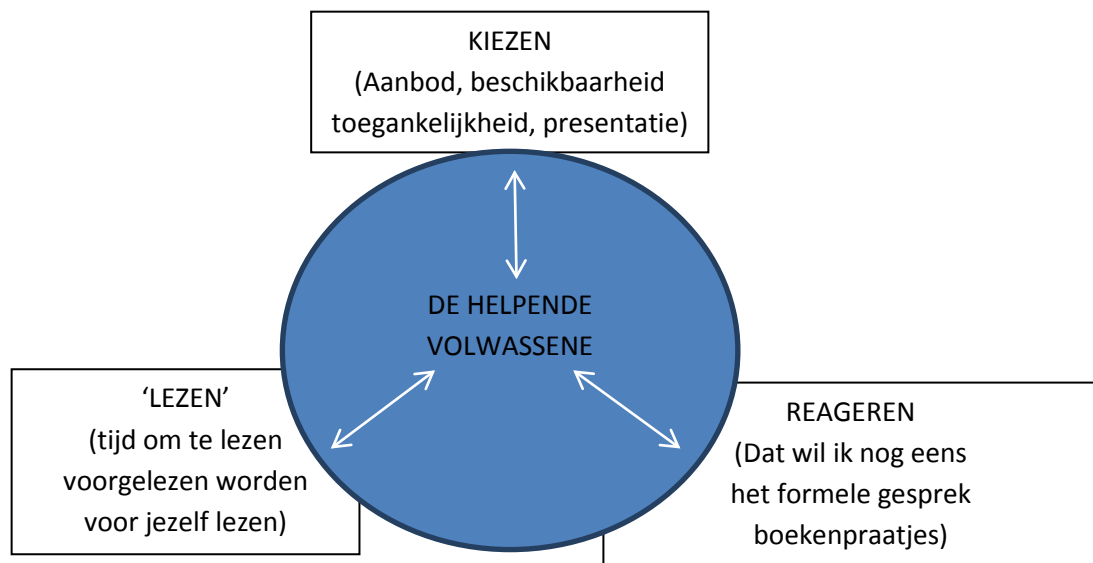 KIEZEN
(Aanbod, beschikbaarheid
toegankelijkheid, presentatie)
DE HELPENDE
VOLWASSENE
‘LEZEN’
(tijd om te lezen
voorgelezen worden
voor jezelf lezen)
REAGEREN
(Dat wil ik nog eens
het formele gesprek
boekenpraatjes)